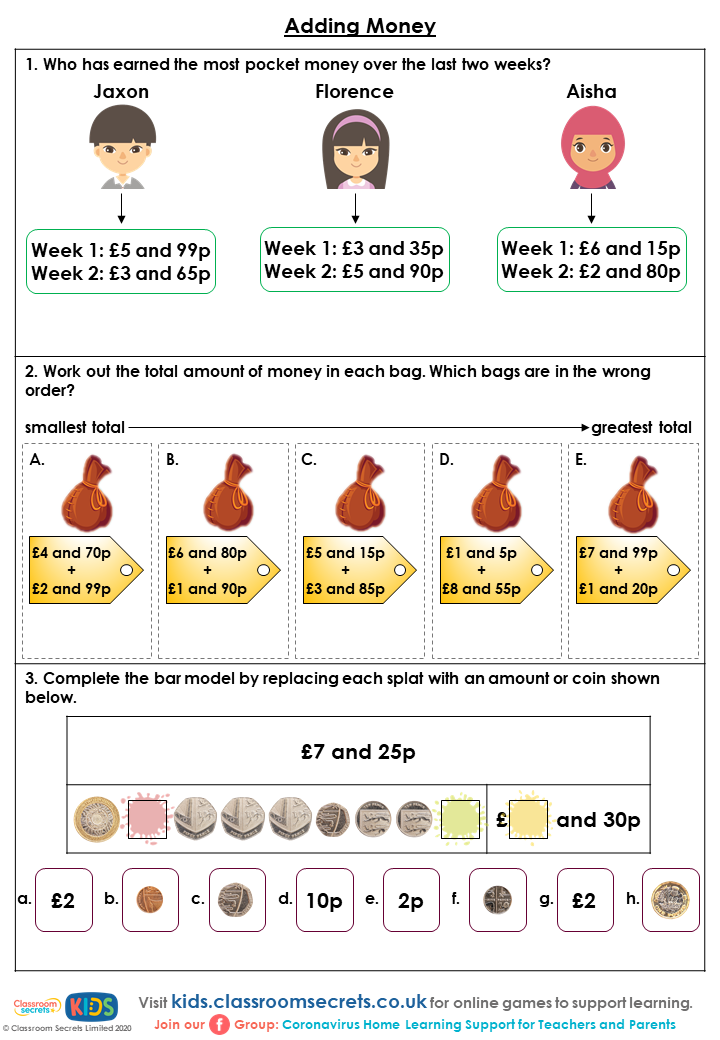 Adding Money
1. Who has earned the most pocket money over the last two weeks?
Jaxon
Florence
Aisha
Week 1: £5 and 99p
Week 2: £3 and 65p
Week 1: £3 and 35p
Week 2: £5 and 90p
Week 1: £6 and 15p
Week 2: £2 and 80p
2. Work out the total amount of money in each bag. Which bags are in the wrong
order?
smallest total
greatest total
A.
£4 and 70p
+
£2 and 99p
B.
£6 and 80p
+
£1 and 90p
C.
£5 and 15p
+
£3 and 85p
D.
£1 and 5p
+
£8 and 55p
E.
£7 and 99p
+
£1 and 20p
3. Complete the bar model by replacing each splat with an amount or coin shown
below.
£7 and 25p
£ and 30p
a. £2
b.
c.
d. 10p
e. 2p
f.
g. £2
h.
Classroom
Secrets
KIDS
© Classroom Secrets Limited 2020
Visit kids.classroomsecrets.co.uk for online games to support learning.
Join our f Group: Coronavirus Home Learning Support for Teachers and Parents